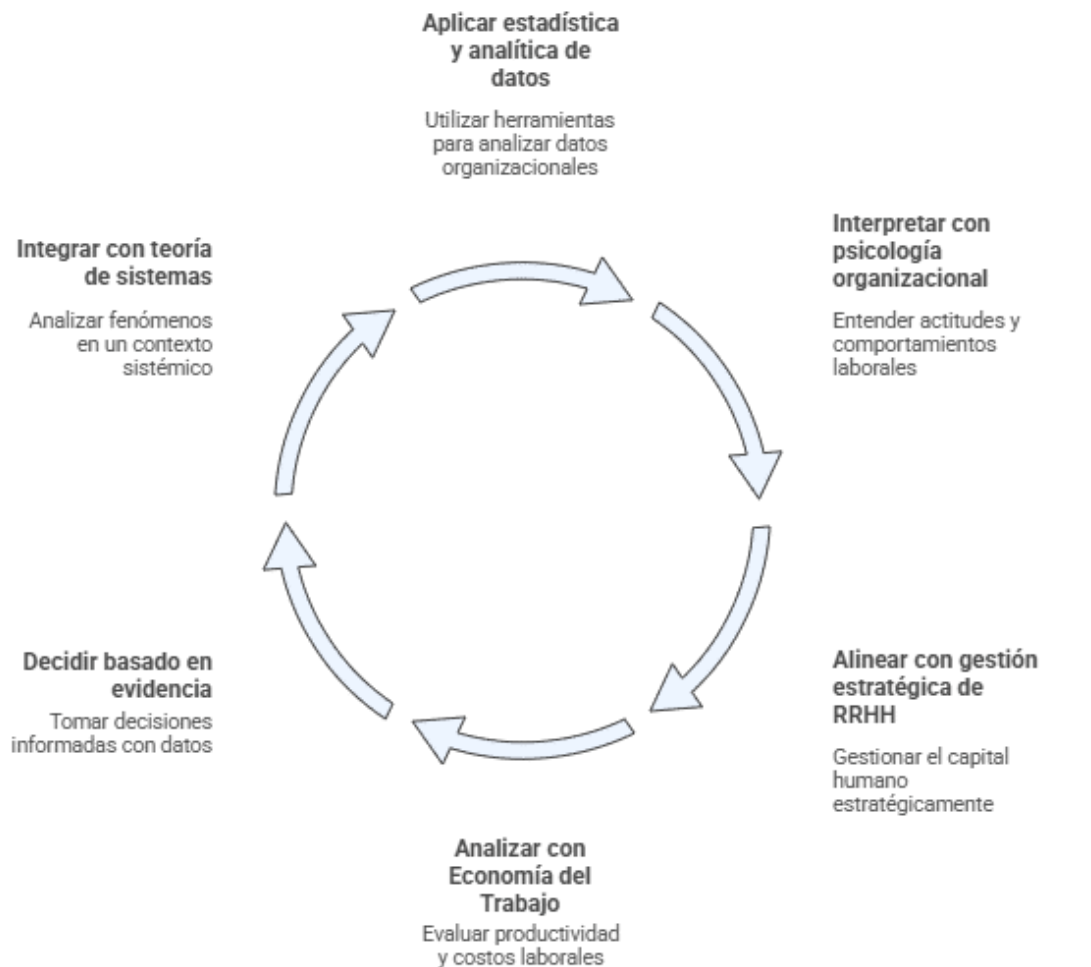 Aplicar estadística
y analítica de
datos
Utilizar herramientas
para analizar datos
organizacionales
Interpretar con
psicología
organizacional
Entender actitudes y
comportamientos
laborales
Alinear con gestión
estratégica de
RRHH
Gestionar el capital
humano
estratégicamente
Analizar con
Economía del
Trabajo
Evaluar productividad
y costos laborales
Decidir basado en
evidencia
Tomar decisiones
informadas con datos
Integrar con teoría
de sistemas
Analizar fenómenos
en un contexto
sistémico